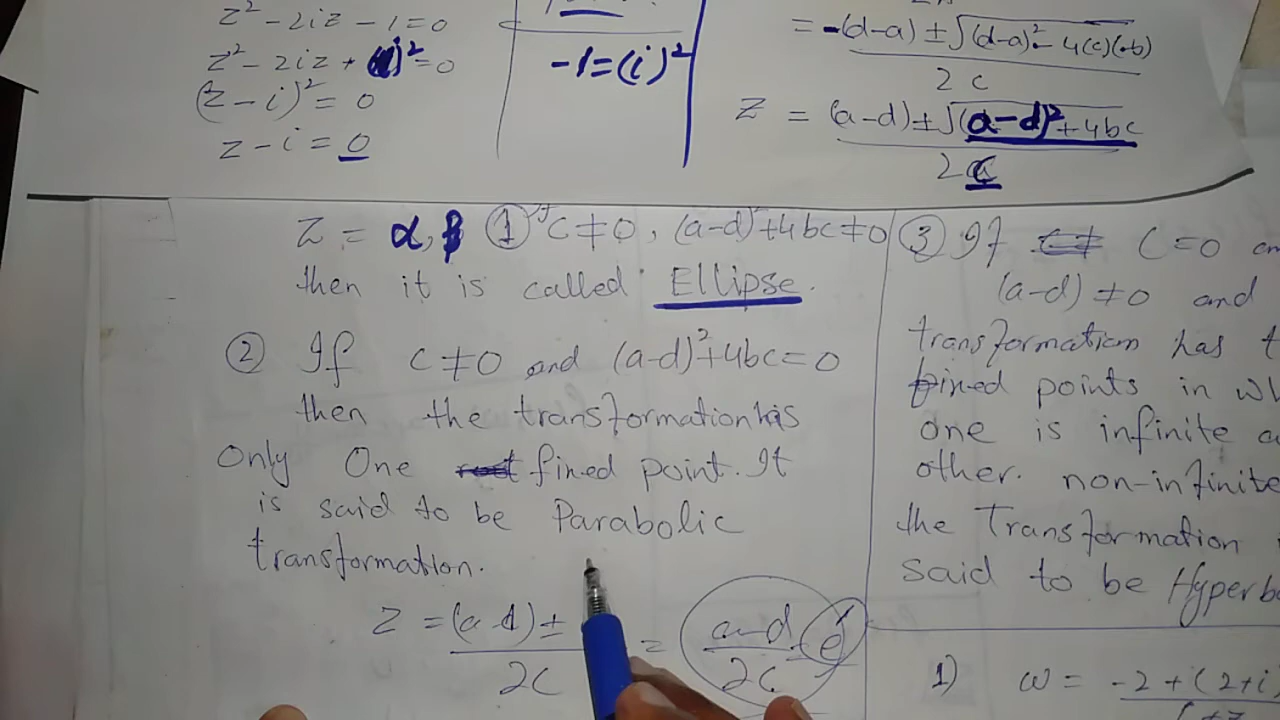 z² - 2iz - 1 = 0
z² - 2iz + (i)² = 0
(z - i)² = 0
z - i = 0
-1 = (i)²
= -(d-a) ± √(d-a)² - 4(c)(-b)
2c
z = (a-d) ± √(a-d)² + 4bc
2c
z = α, β ① If c ≠ 0, (a-d)² + 4bc ≠ 0
then it is called Ellipse.
② If c ≠ 0 and (a-d)² + 4bc = 0
then the transformation has
only One fined point. It
is said to be Parabolic
transformation.
z = (a-d) ±
2c
= a-d
2c
③ If c = 0
(a-d) ≠ 0 and
transformation has
fined points in
one is infinite
other. non-infinite
the Transformation
said to be
1) ω = -2 + (2+i)